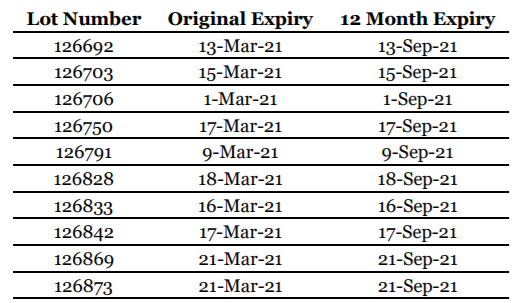 Lot Number Original Expiry 12 Month Expiry
126692 13-Mar-21 13-Sep-21
126703 15-Mar-21 15-Sep-21
126706 1-Mar-21 1-Sep-21
126750 17-Mar-21 17-Sep-21
126791 9-Mar-21 9-Sep-21
126828 18-Mar-21 18-Sep-21
126833 16-Mar-21 16-Sep-21
126842 17-Mar-21 17-Sep-21
126869 21-Mar-21 21-Sep-21
126873 21-Mar-21 21-Sep-21